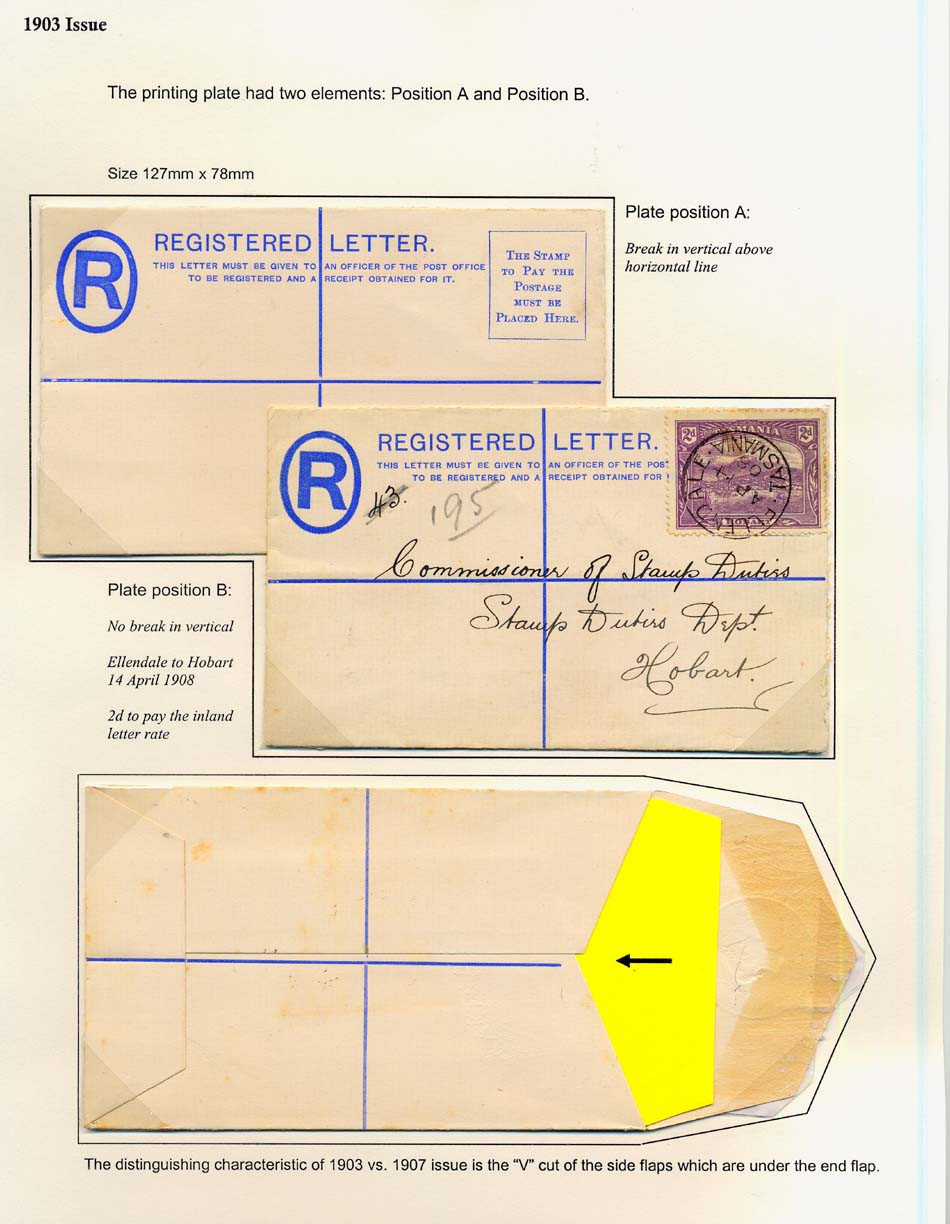 1903 Issue
The printing plate had two elements: Position A and Position B.
Size 127mm x 78mm
Plate position A:
Break in vertical above
horizontal line
R
REGISTERED LETTER.
THIS LETTER MUST BE GIVEN TO AN OFFICER OF THE POST OFFICE
TO BE REGISTERED AND A RECEIPT OBTAINED FOR IT.
THE STAMP
TO PAY THE
POSTAGE
MUST BE
PLACED HERE.
R
REGISTERED LETTER.
THIS LETTER MUST BE GIVEN TO AN OFFICER OF THE POS
TO BE REGISTERED AND A RECEIPT OBTAINED FOR
43.
195
2d
2d
TASMANIA
AP
Commissioner of Stamp Duties
Stamp Duties Dept.
Hobart.
Plate position B:
No break in vertical
Ellendale to Hobart
14 April 1908
2d to pay the inland
letter rate
The distinguishing characteristic of 1903 vs. 1907 issue is the “V” cut of the side flaps which are under the end flap.